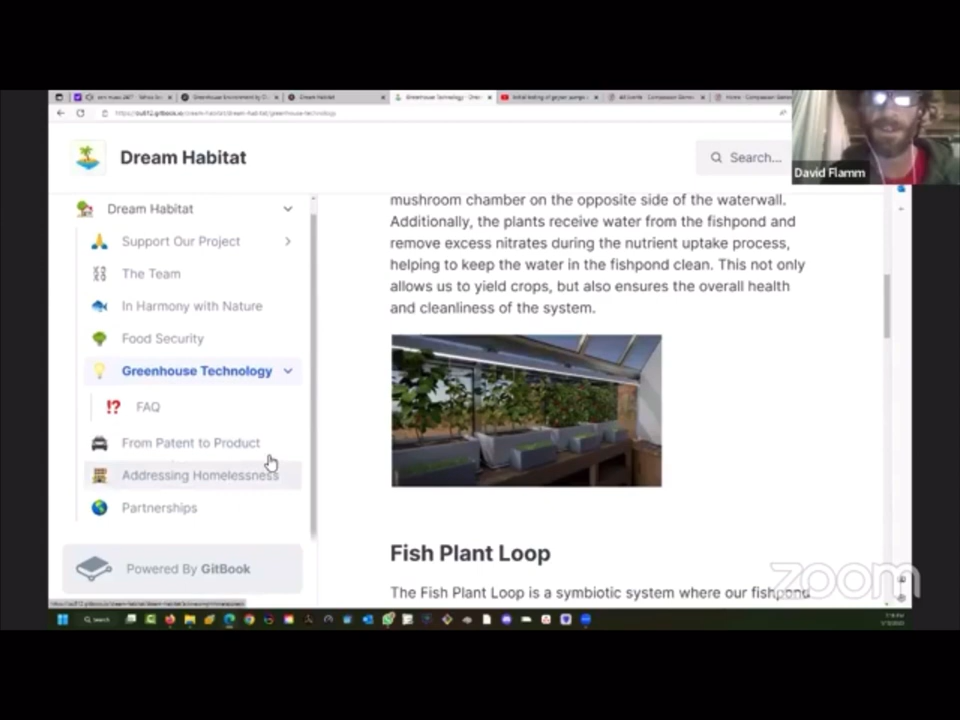 Dream Habitat
Search...
David Flamm
Dream Habitat
Support Our Project
The Team
In Harmony with Nature
Food Security
Greenhouse Technology
FAQ
From Patent to Product
Addressing Homelessness
Partnerships
Powered By GitBook
mushroom chamber on the opposite side of the waterwall.
Additionally, the plants receive water from the fishpond and
remove excess nitrates during the nutrient uptake process,
helping to keep the water in the fishpond clean. This not only
allows us to yield crops, but also ensures the overall health
and cleanliness of the system.
Fish Plant Loop
The Fish Plant Loop is a symbiotic system where our fishpond
zoom
Search